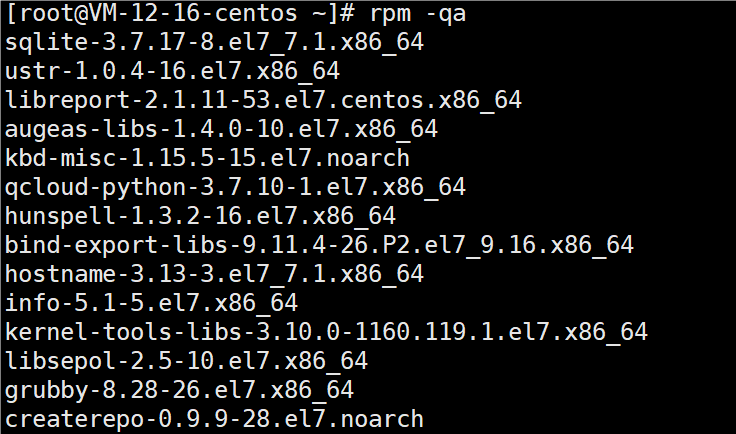 [root@VM-12-16-centos ~]# rpm -qa
sqlite-3.7.17-8.el7_7.1.x86_64
ustr-1.0.4-16.el7.x86_64
libreport-2.1.11-53.el7.centos.x86_64
augeas-libs-1.4.0-10.el7.x86_64
kbd-misc-1.15.5-15.el7.noarch
qcloud-python-3.7.10-1.el7.x86_64
hunspell-1.3.2-16.el7.x86_64
bind-export-libs-9.11.4-26.P2.el7_9.16.x86_64
hostname-3.13-3.el7_7.1.x86_64
info-5.1-5.el7.x86_64
kernel-tools-libs-3.10.0-1160.119.1.el7.x86_64
libsepol-2.5-10.el7.x86_64
grubby-8.28-26.el7.x86_64
createrepo-0.9.9-28.el7.noarch